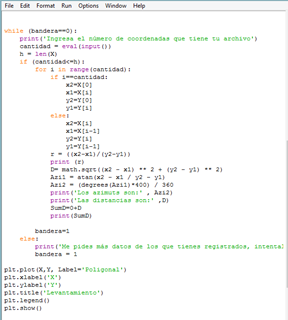 File Edit Format Run Options Window Help
while (bandera==0):
print('Ingresa el número de coordenadas que tiene tu archivo')
cantidad = eval(input())
h = len(X)
if (cantidad<=h):
for i in range(cantidad):
if i==cantidad:
x2=X[0]
x1=X[i]
y2=Y[0]
y1=Y[i]
else:
x2=X[i]
x1=X[i-1]
y2=Y[i]
y1=Y[i-1]
r = ((x2-x1)/(y2-y1))
print (r)
D= math.sqrt((x2 - x1) ** 2 + (y2 - y1) ** 2)
Azi1 = atan(x2 - x1 / y2 - y1)
Azi2 = (degrees(Azi1)*400) / 360
print('Los azimuts son:' , Azi2)
print('Las distancias son:' ,D)
SumD=0+D
print(SumD)
bandera=1
else:
print('Me pides más datos de los que tienes registrados, intental
bandera = 1
plt.plot(X,Y, Label='Poligonal')
plt.xlabel('X')
plt.ylabel('Y')
plt.title('Levantamiento')
plt.legend()
plt.show()